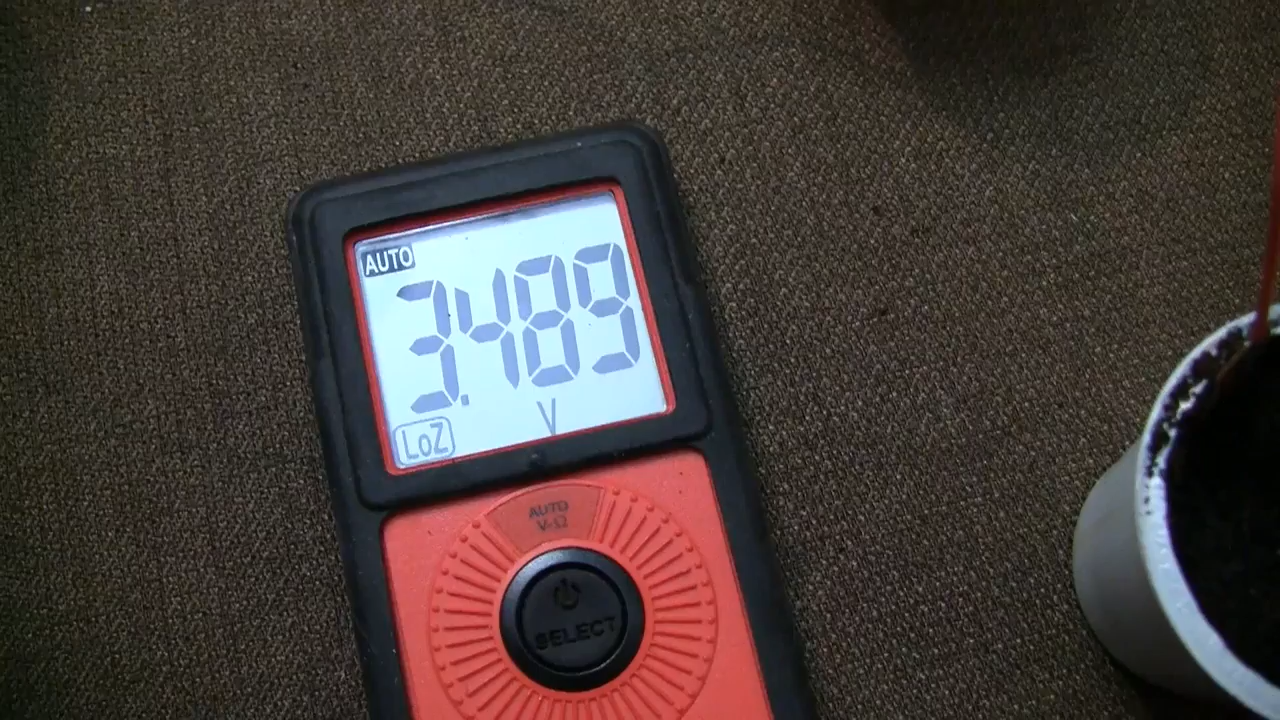 AUTO
3.489
LoZ V
AUTO
V-Ω
SELECT